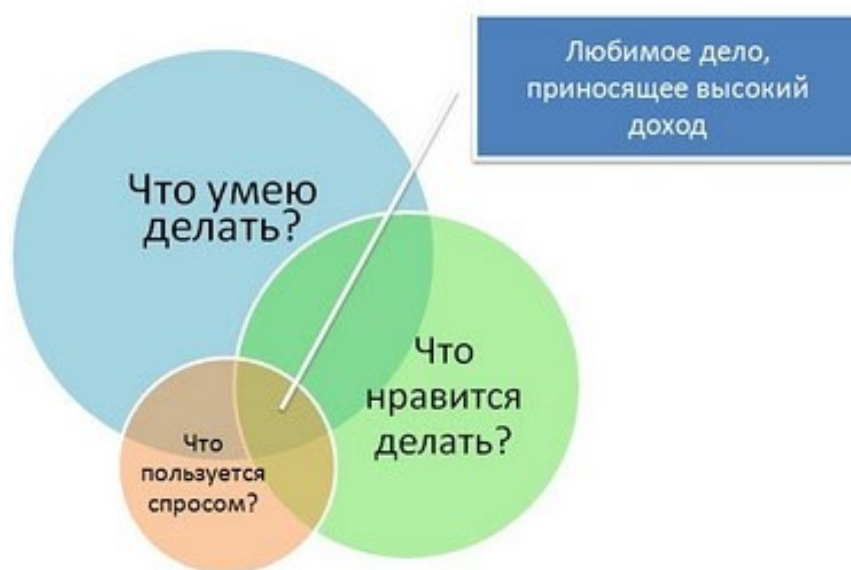 Любимое дело,
приносящее высокий
доход
Что умею
делать?
Что
нравится
делать?
Что
пользуется
спросом?